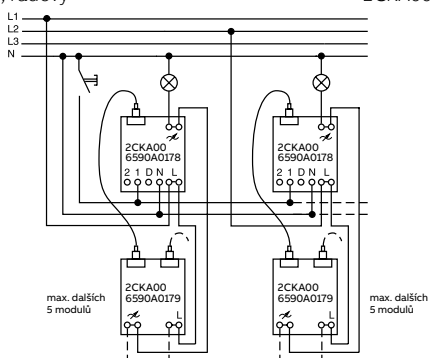 , řadový
L1
L2
L3
N
2CKA00
6590A0178
2 1 D N L
2CKA00
6590A0178
2 1 D N L
2CKA00
6590A0179
L
2CKA00
6590A0179
L
max. dalších
5 modulů
max. dalších
5 modulů